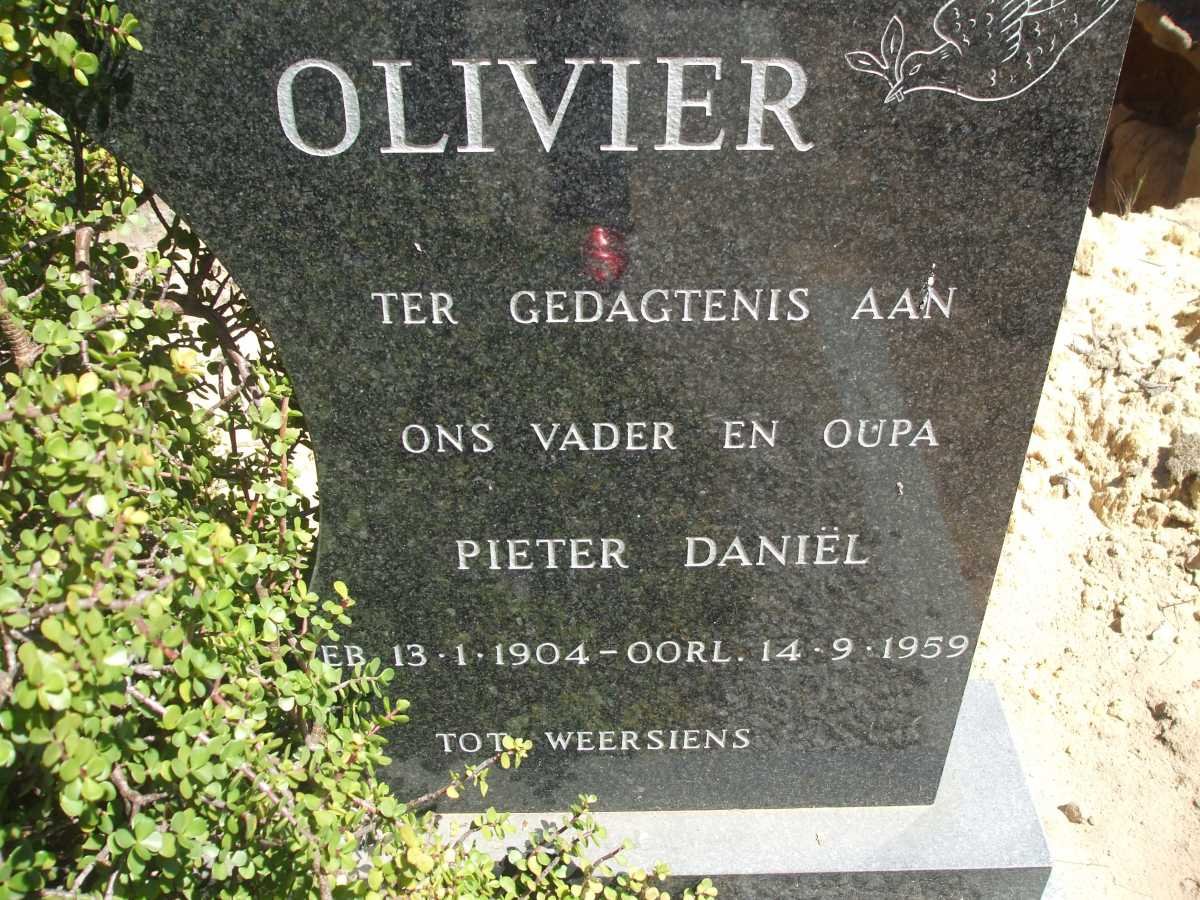 OLIVIER
TER GEDAGTENIS AAN
ONS VADER EN OUPA
PIETER DANIËL
EB. 13·1·1904–OORL. 14·9·1959
TOT WEERSIENS